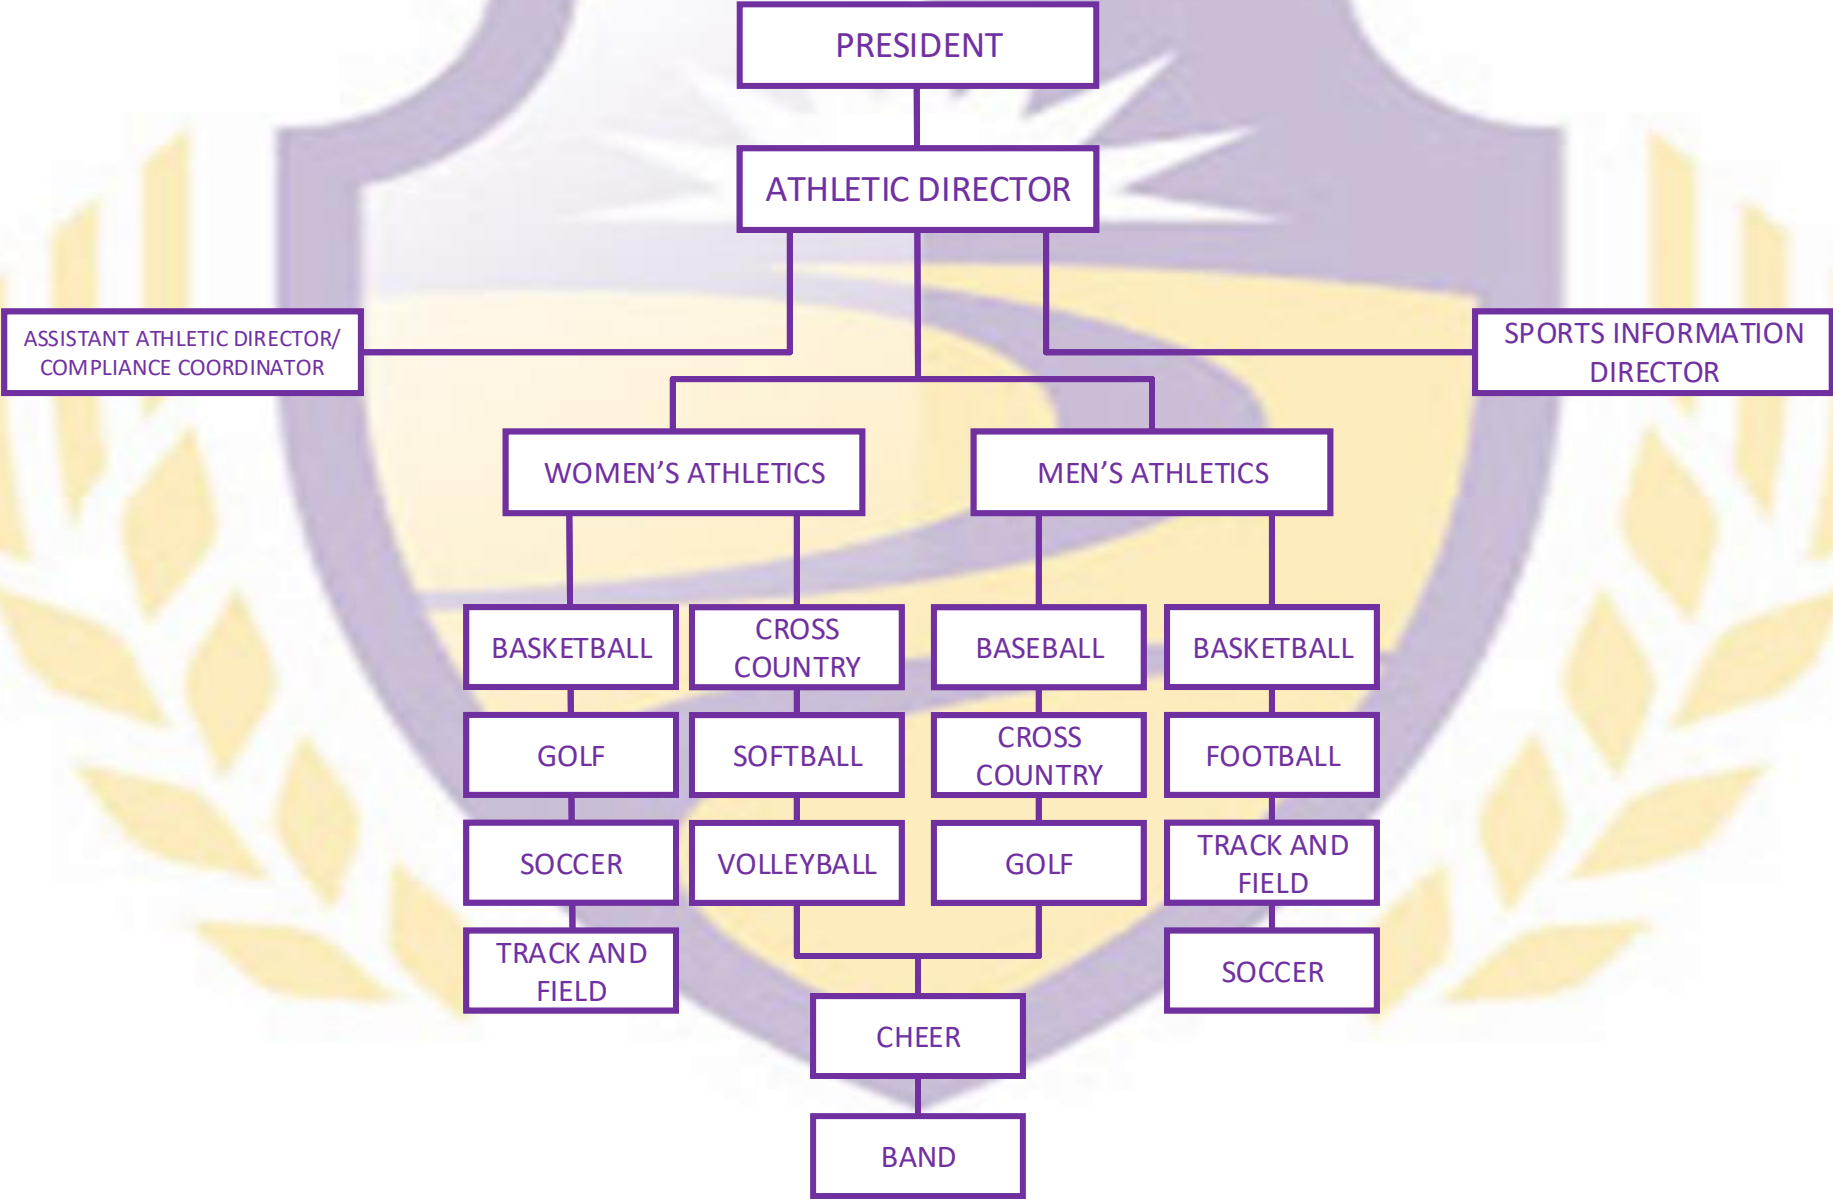 PRESIDENT
ATHLETIC DIRECTOR
ASSISTANT ATHLETIC DIRECTOR/
COMPLIANCE COORDINATOR
SPORTS INFORMATION
DIRECTOR
WOMEN’S ATHLETICS
MEN’S ATHLETICS
BASKETBALL
CROSS
COUNTRY
BASEBALL
BASKETBALL
GOLF
SOFTBALL
CROSS
COUNTRY
FOOTBALL
SOCCER
VOLLEYBALL
GOLF
TRACK AND
FIELD
TRACK AND
FIELD
SOCCER
CHEER
BAND